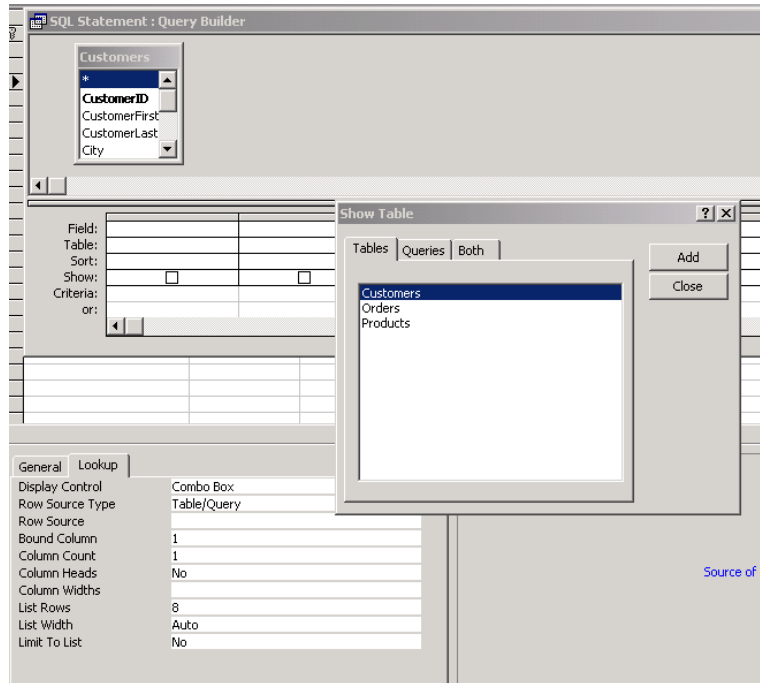 SQL Statement : Query Builder
Customers
*
CustomerID
CustomerFirst
CustomerLast
City
Field:
Table:
Sort:
Show:
Criteria:
or:
Show Table
? X
Tables Queries Both
Customers
Orders
Products
Add
Close
General Lookup
Display Control Combo Box
Row Source Type Table/Query
Row Source
Bound Column 1
Column Count 1
Column Heads No
Column Widths
List Rows 8
List Width Auto
Limit To List No
Source of